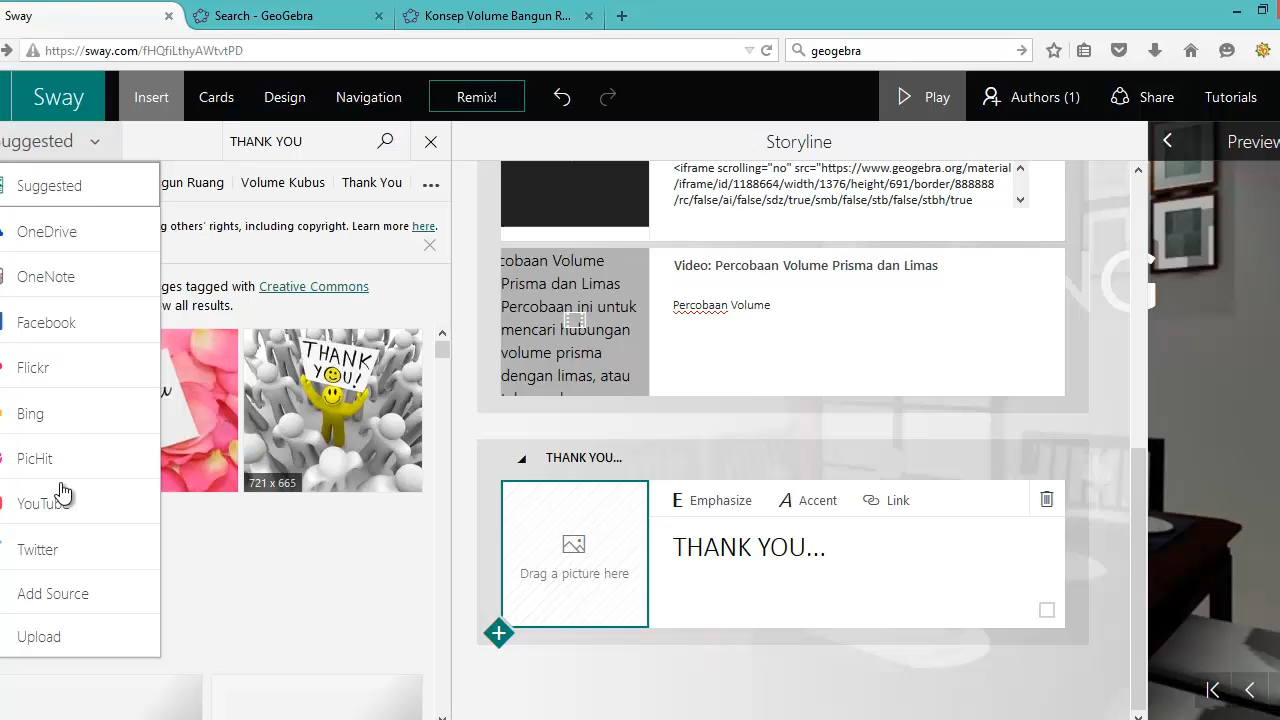 Sway
Search - GeoGebra
Konsep Volume Bangun R...
https://sway.com/fHQfiLthyAWtvtPD
geogebra
Sway
Insert
Cards
Design
Navigation
Remix!
Play
Authors (1)
Share
Tutorials
uggested
THANK YOU
Storyline
Preview
Suggested
gun Ruang
Volume Kubus
Thank You
OneDrive
g others' rights, including copyright. Learn more here.
OneNote
ges tagged with Creative Commons
w all results.
Facebook
Flickr
Bing
PicHit
YouTube
Twitter
Add Source
Upload
THANK
YOU!
721 x 665
<iframe scrolling="no" src="https://www.geogebra.org/material
/iframe/id/1188664/width/1376/height/691/border/888888
/rc/false/ai/false/sdz/true/smb/false/stb/false/stbh/true
cobaan Volume
Prisma dan Limas
Percobaan ini untuk
mencari hubungan
volume prisma
dengan limas, atau
Video: Percobaan Volume Prisma dan Limas
Percobaan Volume
THANK YOU...
Drag a picture here
Emphasize
Accent
Link
THANK YOU...
NG